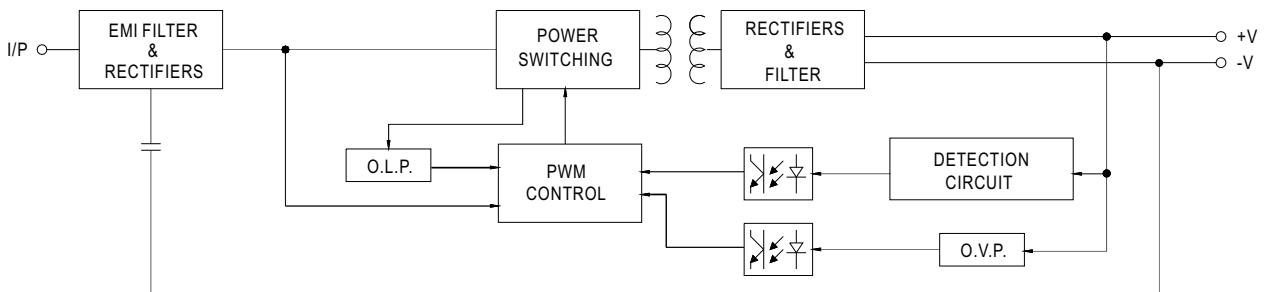 I/P
EMI FILTER
&
RECTIFIERS
POWER
SWITCHING
RECTIFIERS
&
FILTER
+V
-V
O.L.P.
PWM
CONTROL
DETECTION
CIRCUIT
O.V.P.